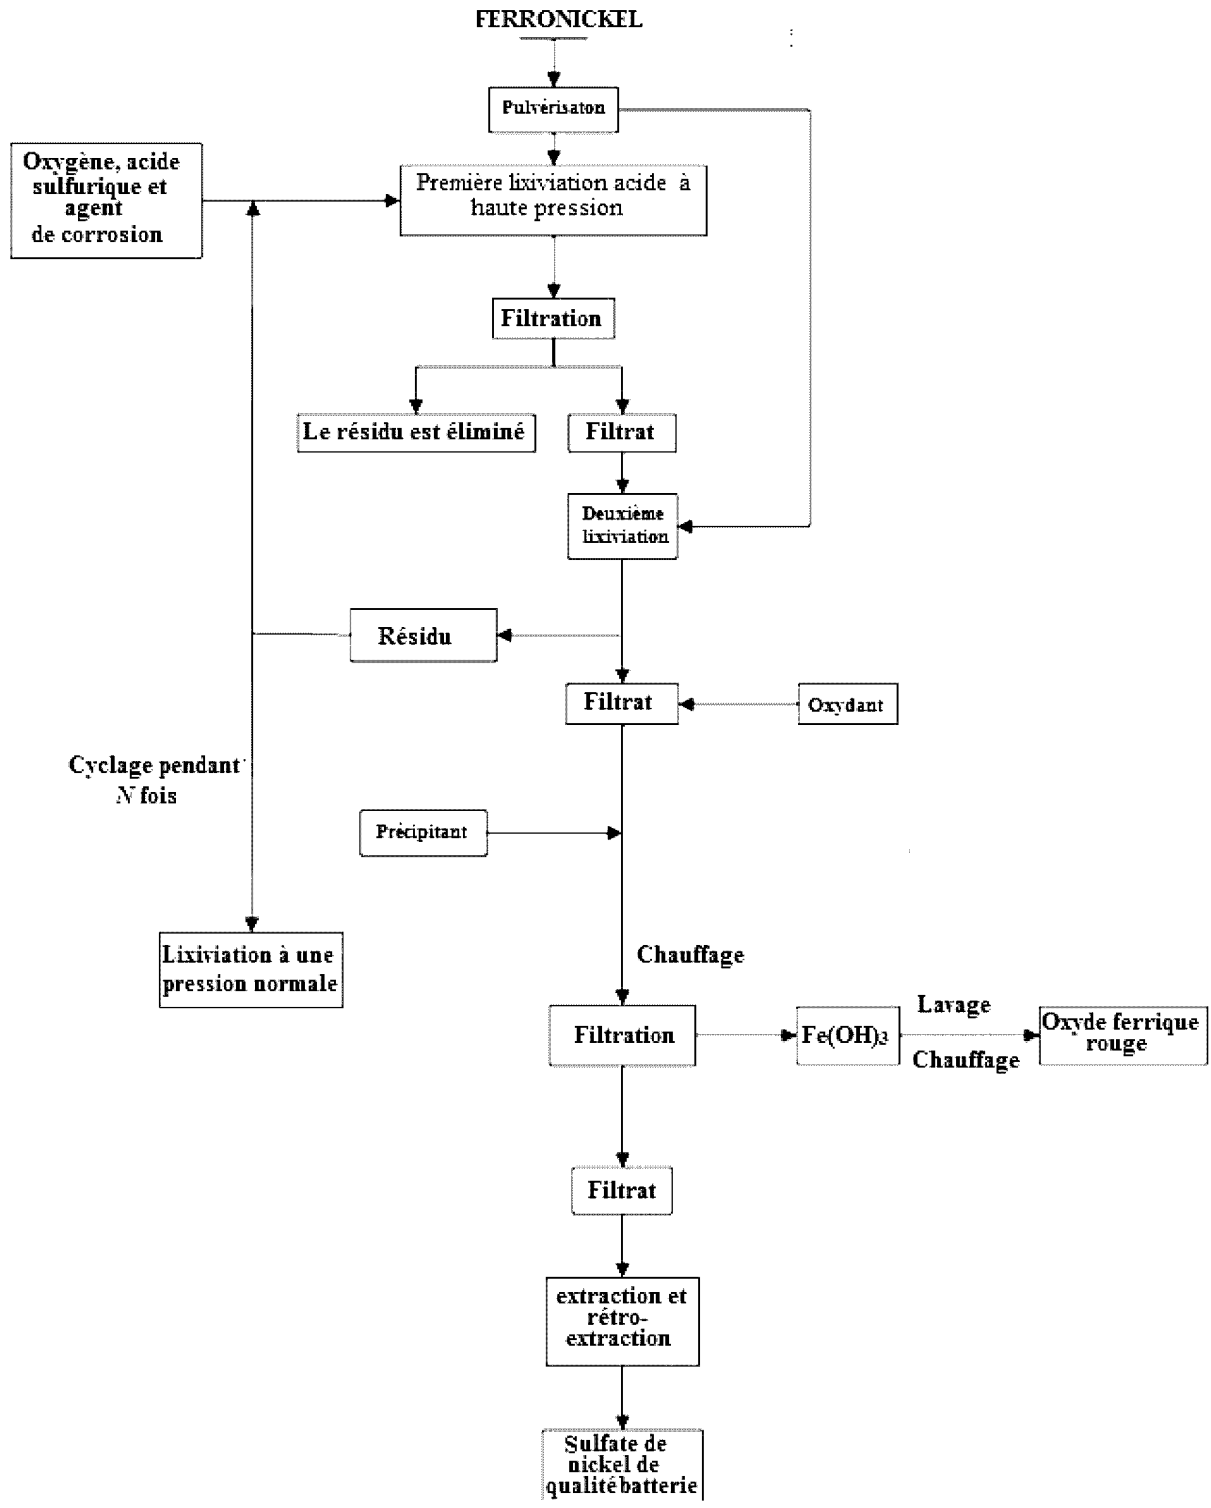 FERRONICKEL
Pulvérisaton
Oxygène, acide
sulfurique et
agent
de corrosion
Première lixiviation acide à
haute pression
Filtration
Le résidu est éliminé
Filtrat
Deuxième
lixiviation
Résidu
Filtrat
Oxydant
Cyclage pendant
N fois
Précipitant
Lixiviation à une
pression normale
Chauffage
Filtration
Fe(OH)3
Lavage
Chauffage
Oxyde ferrique
rouge
Filtrat
extraction et
rétro-
extraction
Sulfate de
nickel de
qualité batterie